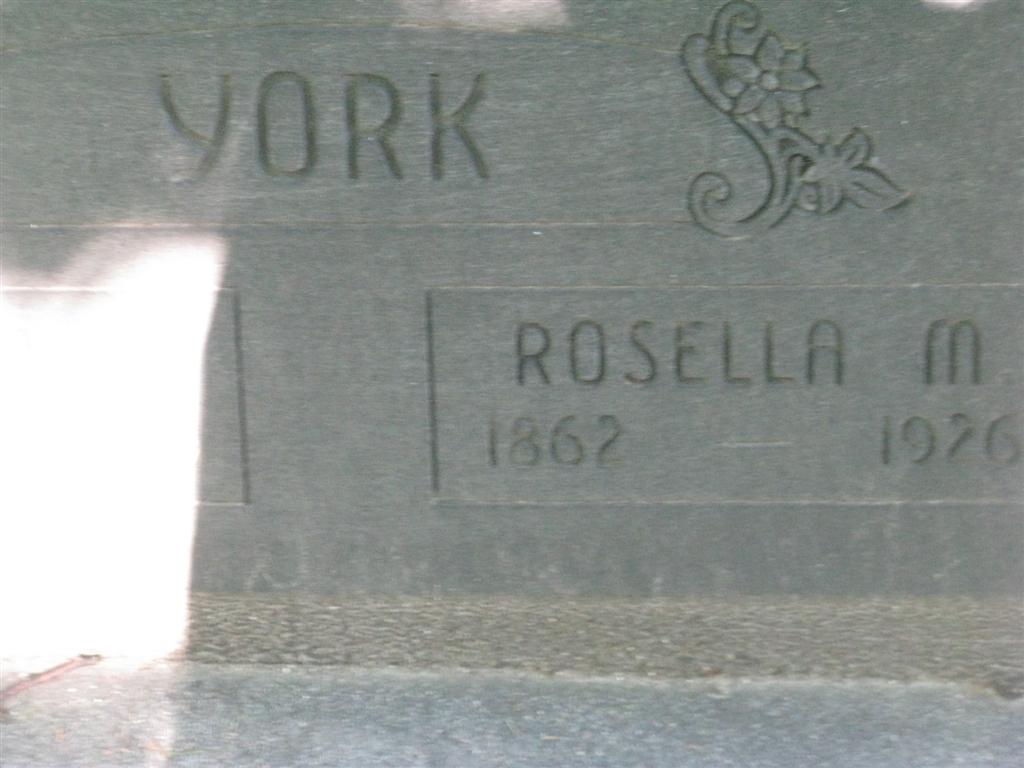 YORK
ROSELLA M.
1862 — 1926